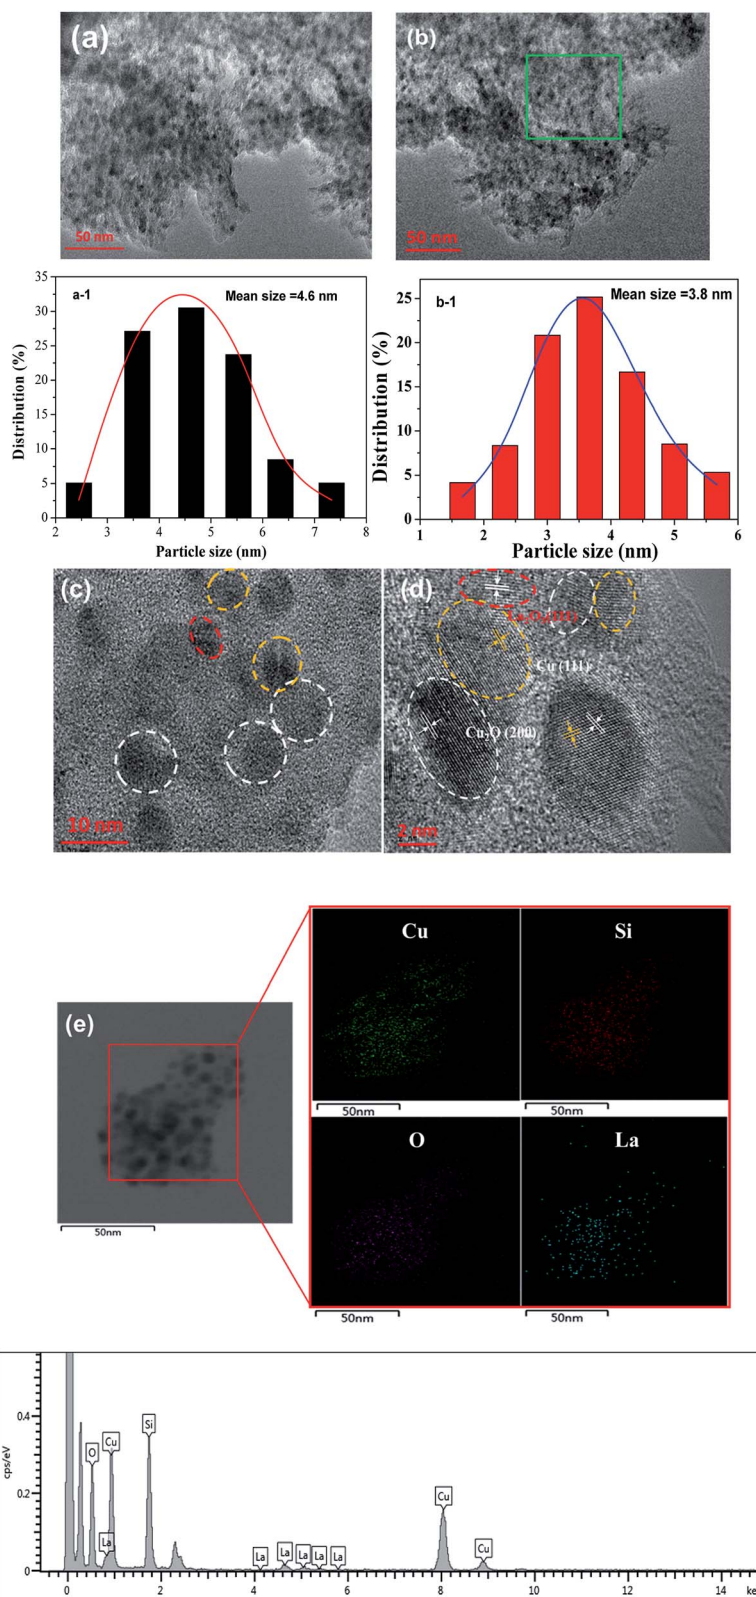 (a)
(b)
50 nm
50 nm
a-1
Mean size =4.6 nm
35
30
25
20
15
10
5
0
Distribution (%)
2 3 4 5 6 7 8
Particle size (nm)
b-1
Mean size =3.8 nm
25
20
15
10
5
0
Distribution (%)
1 2 3 4 5 6
Particle size (nm)
(c)
10 nm
(d)
La₂O₃(111)
Cu (111)
Cu₂O (200)
2 nm
(e)
50nm
Cu
50nm
Si
50nm
O
50nm
La
50nm
cps/eV
0.4
0.2
0
O
La
Cu
Si
La
La
La
La
La
Cu
Cu
0 2 4 6 8 10 12 14 ke